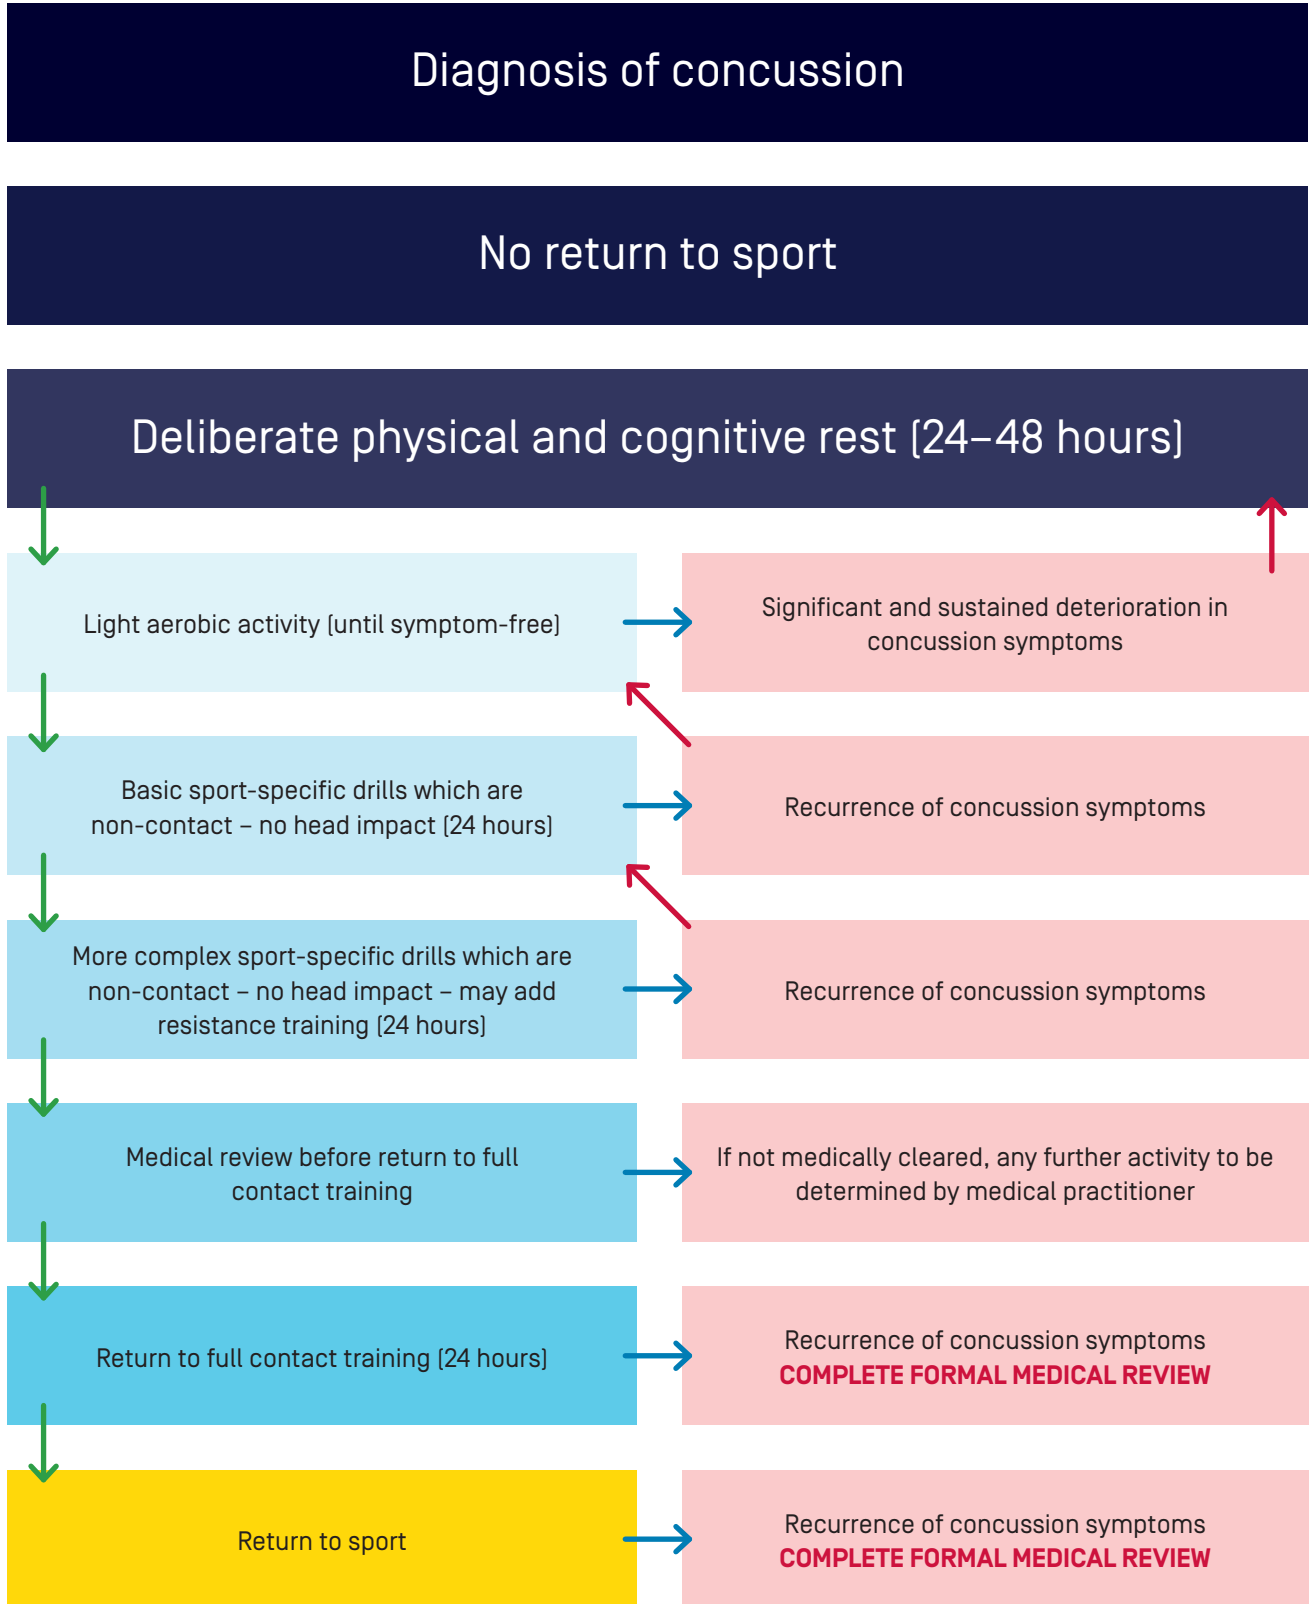 Diagnosis of concussion
No return to sport
Deliberate physical and cognitive rest (24–48 hours)
Light aerobic activity (until symptom-free)
Significant and sustained deterioration in
concussion symptoms
Basic sport-specific drills which are
non-contact – no head impact (24 hours)
Recurrence of concussion symptoms
More complex sport-specific drills which are
non-contact – no head impact – may add
resistance training (24 hours)
Recurrence of concussion symptoms
Medical review before return to full
contact training
If not medically cleared, any further activity to be
determined by medical practitioner
Return to full contact training (24 hours)
Recurrence of concussion symptoms
COMPLETE FORMAL MEDICAL REVIEW
Return to sport
Recurrence of concussion symptoms
COMPLETE FORMAL MEDICAL REVIEW